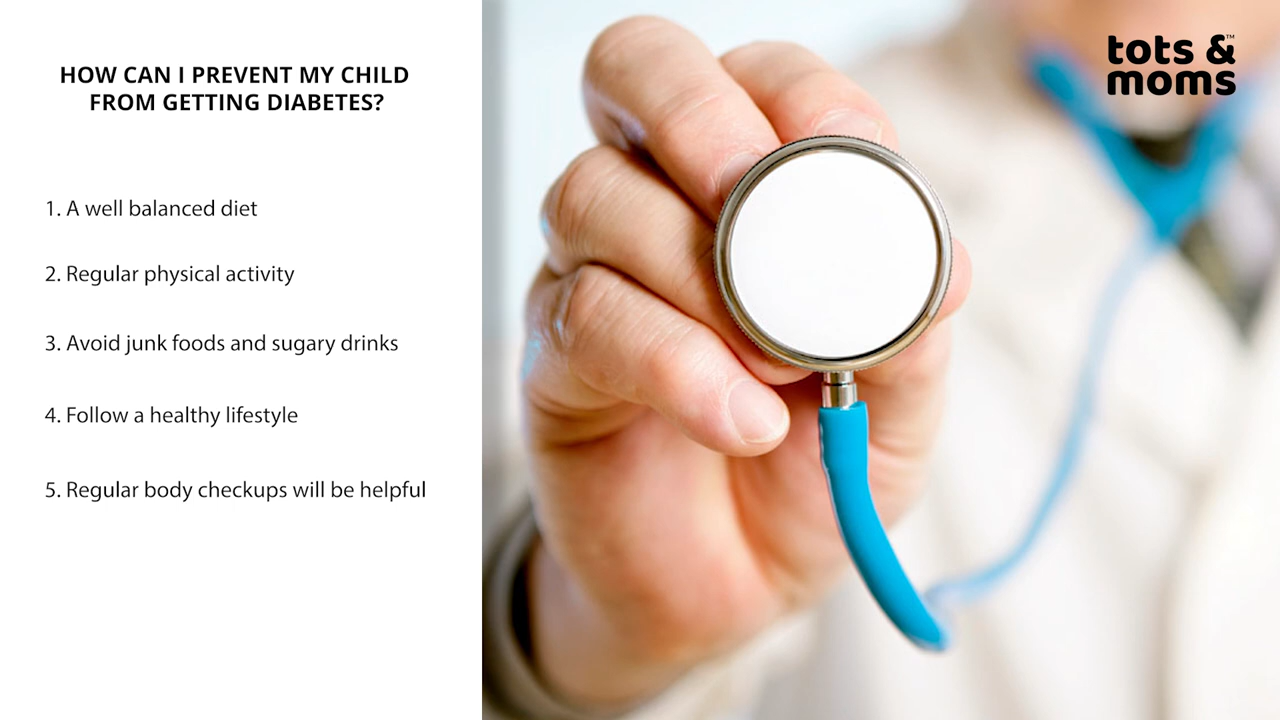 HOW CAN I PREVENT MY CHILD
FROM GETTING DIABETES?
1. A well balanced diet
2. Regular physical activity
3. Avoid junk foods and sugary drinks
4. Follow a healthy lifestyle
5. Regular body checkups will be helpful
tots &™
moms